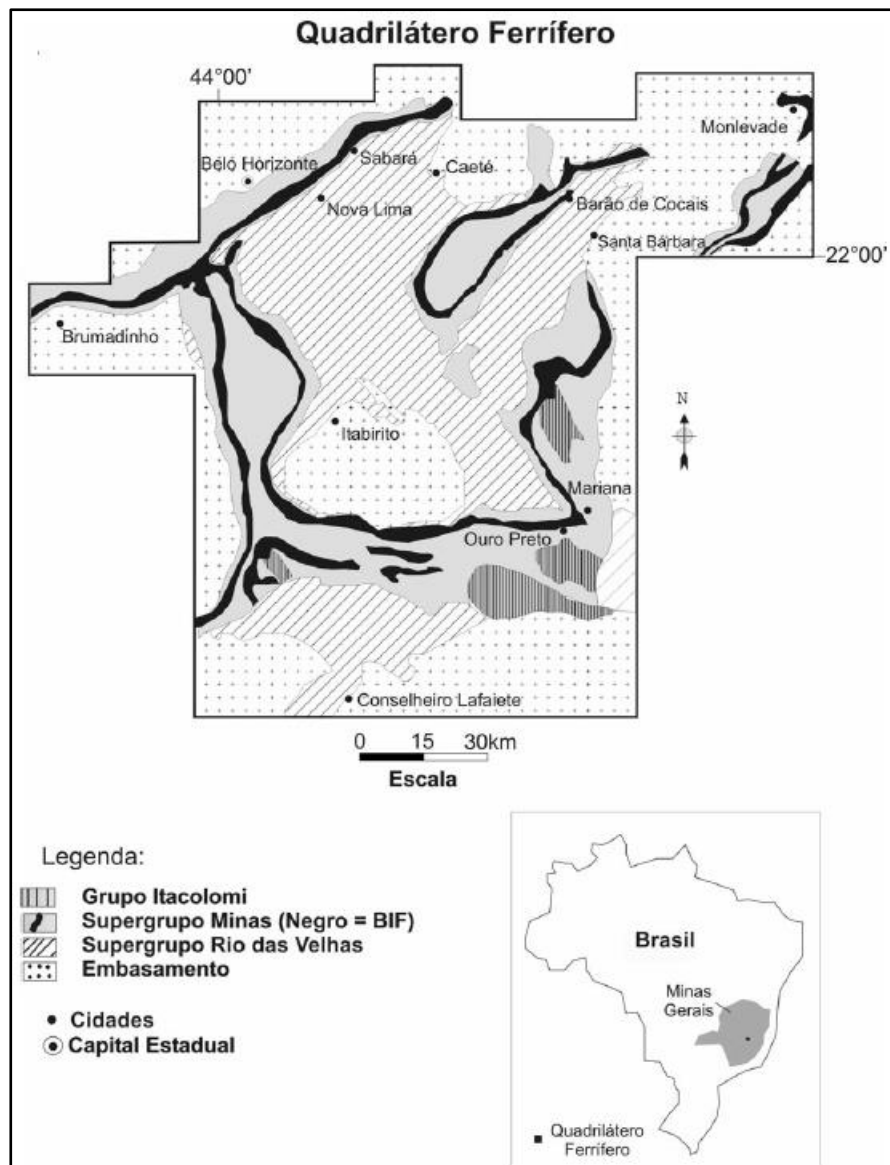 Quadrilátero Ferrífero
44°00'
Monlevade
Sabará
Belo Horizonte
Caeté
Nova Lima
Barão de Cocais
Santa Bárbara
22°00'
Brumadinho
N
Itabirito
Mariana
Ouro Preto
Conselheiro Lafaiete
0 15 30km
Escala
Legenda:
Grupo Itacolomi
Supergrupo Minas (Negro = BIF)
Supergrupo Rio das Velhas
Embasamento
Cidades
Capital Estadual
Brasil
Minas
Gerais
Quadrilátero
Ferrífero